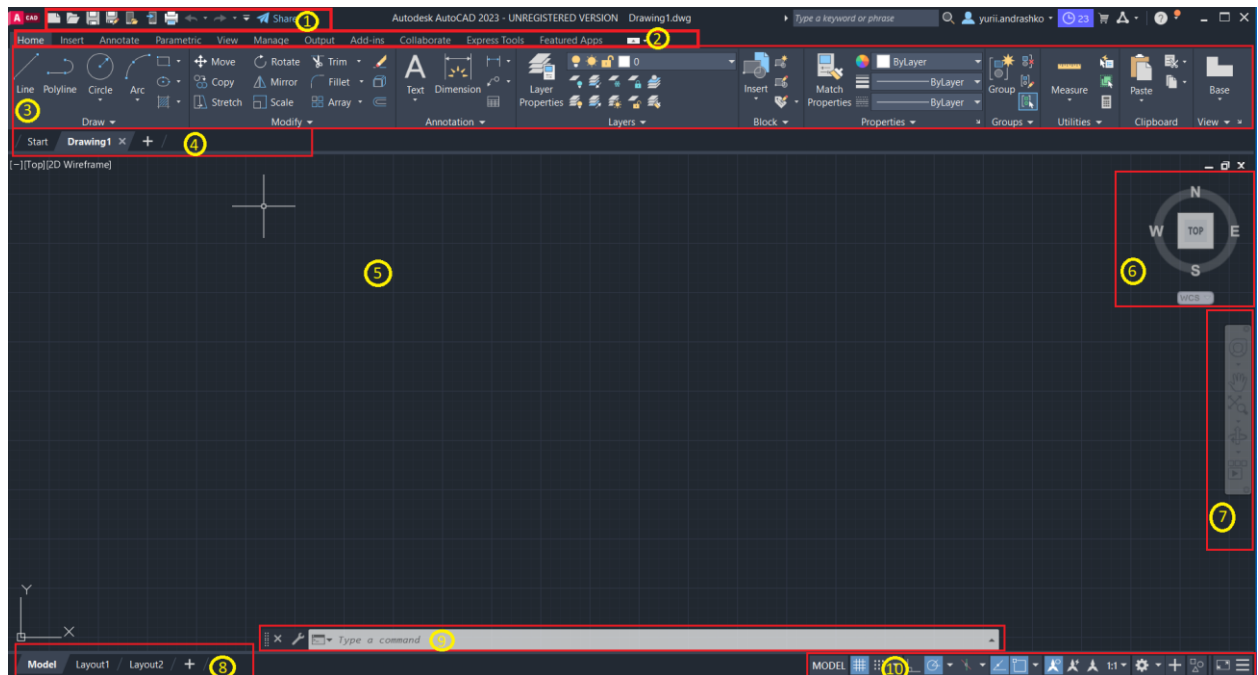 A CAD Share 1 Autodesk AutoCAD 2023 - UNREGISTERED VERSION Drawing1.dwg Type a keyword or phrase yurii.andrashko 23 ?
Home Insert Annotate Parametric View Manage Output Add-ins Collaborate Express Tools Featured Apps 2
Move Rotate Trim 0 ByLayer
Copy Mirror Fillet ByLayer
Line Polyline Circle Arc Text Dimension Layer Insert Match Group Measure Paste Base
Stretch Scale Array Properties Properties ByLayer
3
Draw Modify Annotation Layers Block Properties Groups Utilities Clipboard View
Start Drawing1 × + 4
[−][Top][2D Wireframe]
N
W TOP E
5
6
S
WCS
7
Y
X
Type a command 9
Model Layout1 Layout2 + 8 MODEL 10 1:1